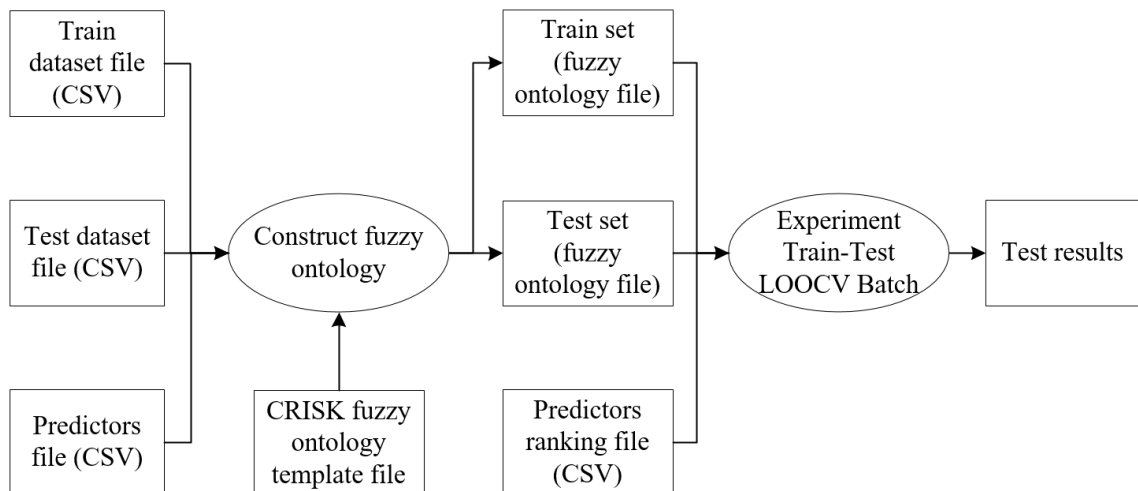 Train
dataset file
(CSV)
Test dataset
file (CSV)
Predictors
file (CSV)
Construct fuzzy
ontology
CRISK fuzzy
ontology
template file
Train set
(fuzzy
ontology file)
Test set
(fuzzy
ontology file)
Predictors
ranking file
(CSV)
Experiment
Train-Test
LOOCV Batch
Test results